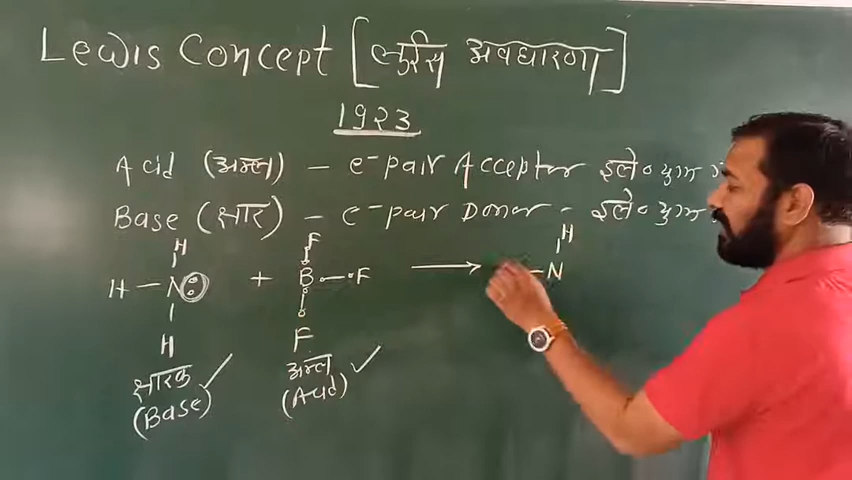 Lewis Concept [लुईस अवधारणा]
1923
Acid (अम्ल) - e⁻pair Acceptor इले० युग्म
Base (क्षार) - e⁻pair Donor - इले० युग्म
H F H
H - N : + B - F → - N
H F
क्षारक ✓ अम्ल ✓
(Base) (Acid)